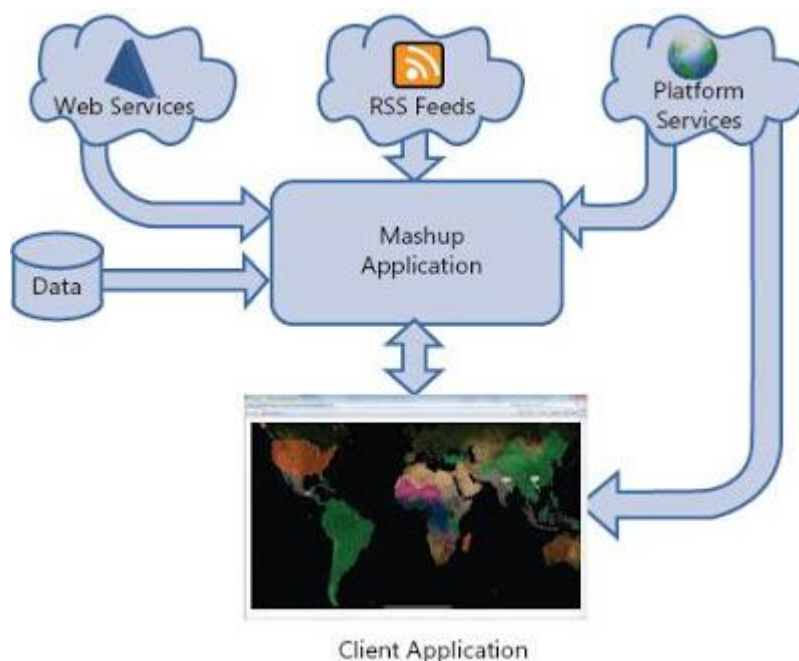 Web Services
RSS Feeds
Platform
Services
Mashup
Application
Data
Client Application